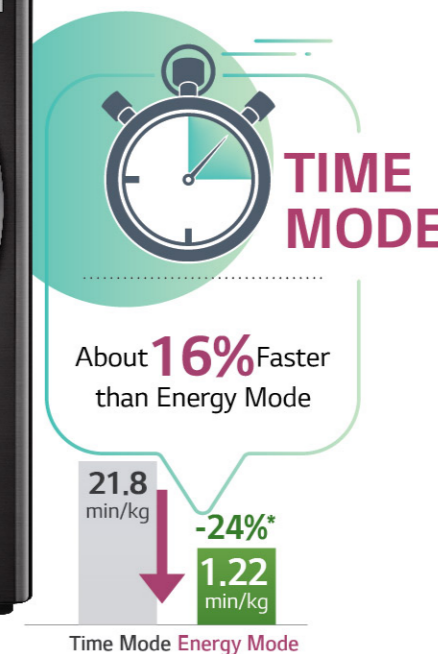 TIME
MODE
About 16% Faster
than Energy Mode
21.8
min/kg
-24%*
1.22
min/kg
Time Mode Energy Mode